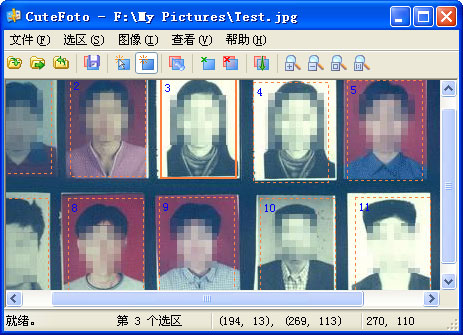 CuteFoto - F:\My Pictures\Test.jpg
文件(F) 选区(S) 图像(I) 查看(V) 帮助(H)
2 3 4 5
8 9 10 11
就绪。 第 3 个选区 (194, 13), (269, 113) 270, 110